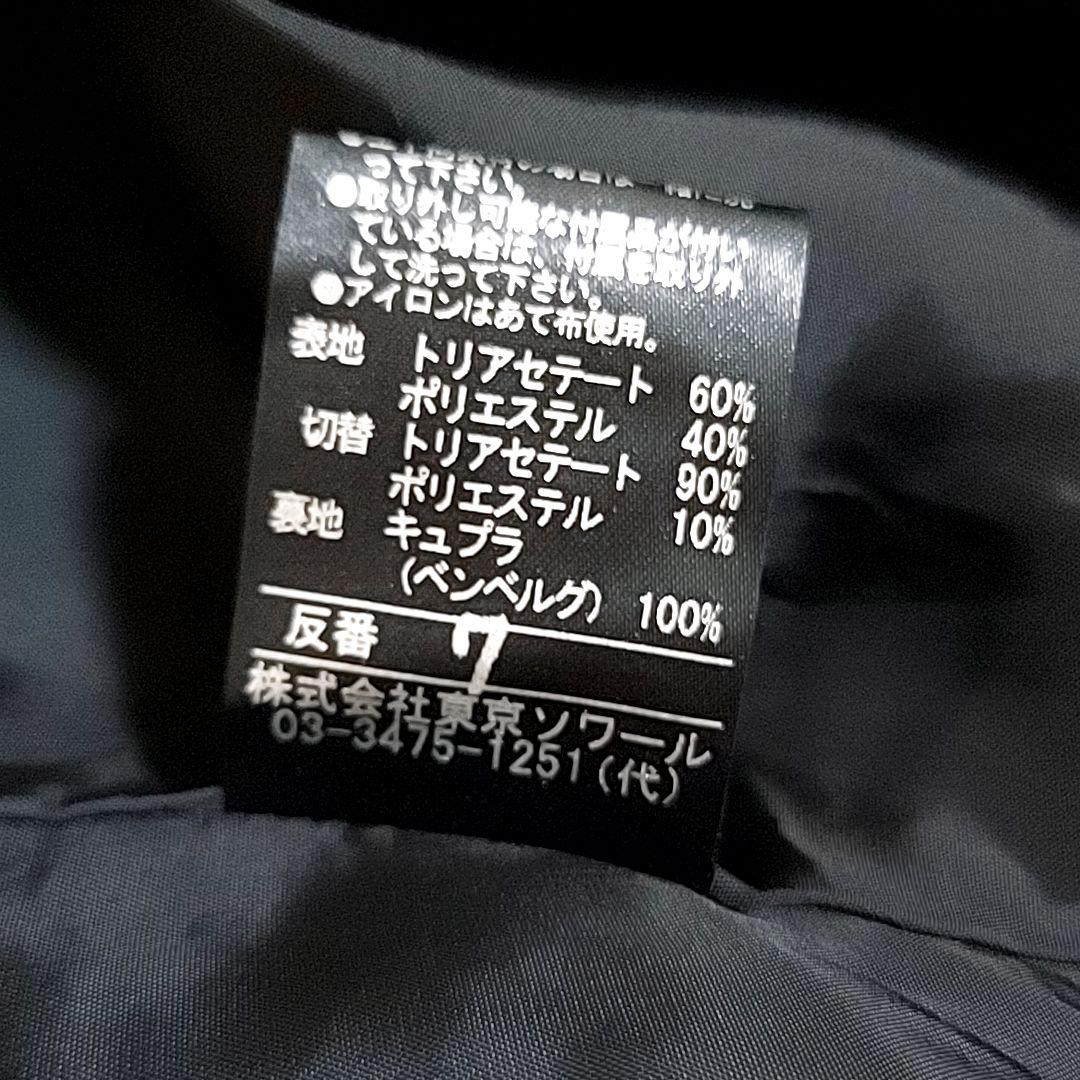 って下さい。
●取り外し可能な付属品が付い
ている場合は、付属を取り外
して洗って下さい。
●アイロンはあて布使用。
表地 トリアセテート 60%
ポリエステル 40%
切替 トリアセテート 90%
ポリエステル 10%
裏地 キュプラ
(ベンベルグ) 100%
反番 7
株式会社東京ソワール
03-3475-1251(代)